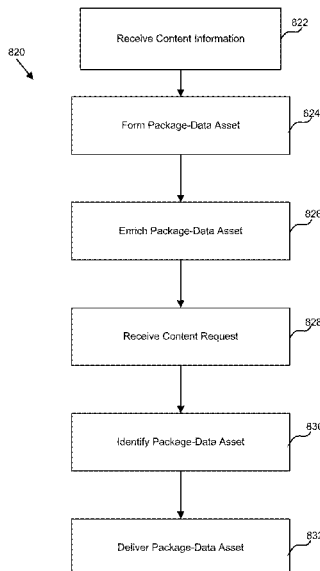 822
Receive Content Information
820
824
Form Package-Data Asset
826
Enrich Package-Data Asset
828
Receive Content Request
830
Identify Package-Data Asset
832
Deliver Package-Data Asset